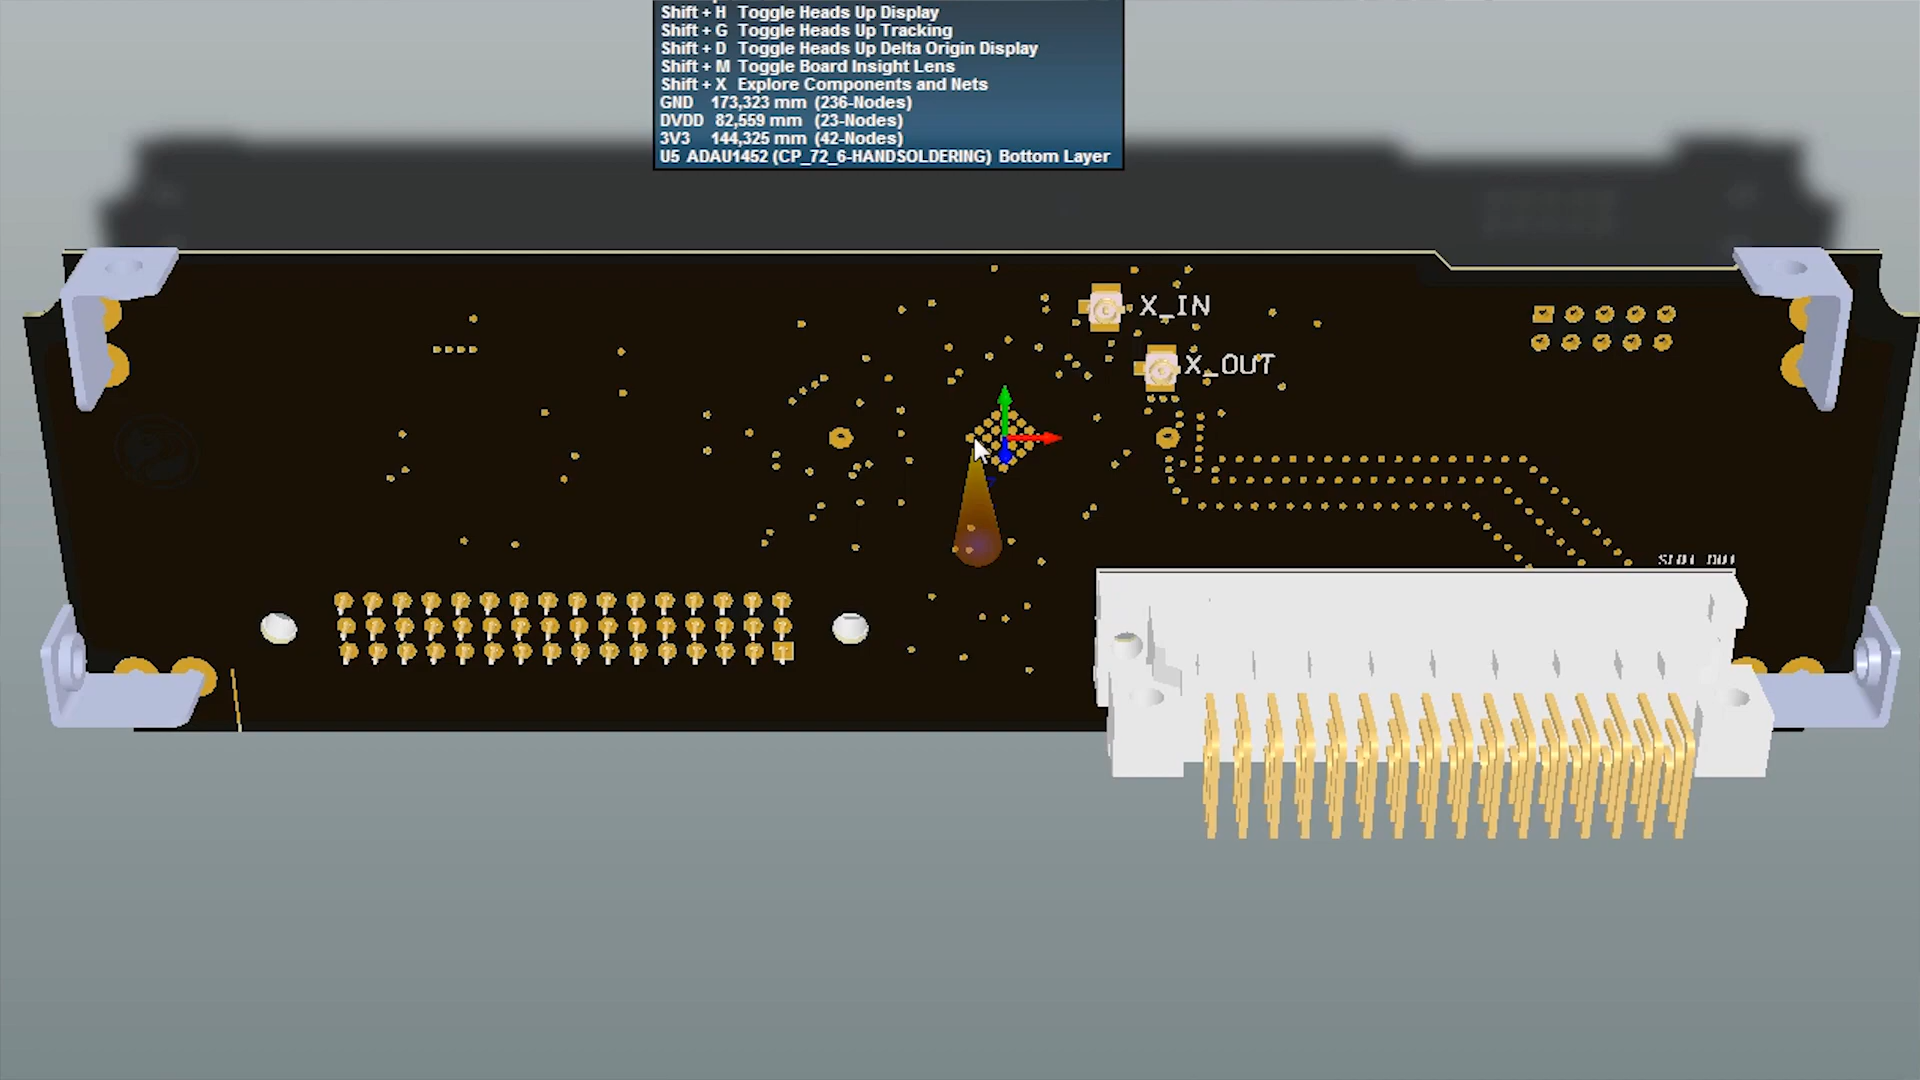 Shift + H Toggle Heads Up Display
Shift + G Toggle Heads Up Tracking
Shift + D Toggle Heads Up Delta Origin Display
Shift + M Toggle Board Insight Lens
Shift + X Explore Components and Nets
GND 173,323 mm (236-Nodes)
DVDD 82,559 mm (23-Nodes)
3V3 144,325 mm (42-Nodes)
U5 ADAU1452 (CP_72_6-HANDSOLDERING) Bottom Layer
X_IN
X_OUT